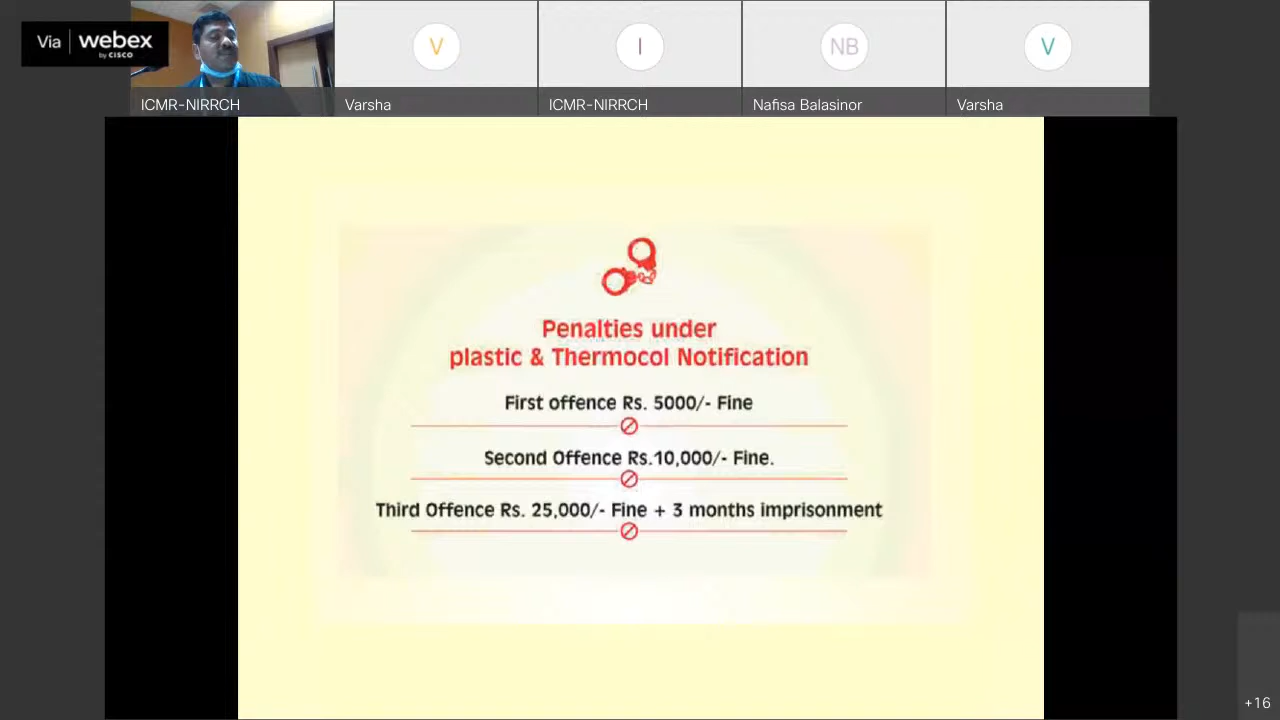 Via webex
by CISCO
V
I
NB
V
ICMR-NIRRCH
Varsha
ICMR-NIRRCH
Nafisa Balasinor
Varsha
Penalties under
plastic & Thermocol Notification
First offence Rs. 5000/- Fine
Second Offence Rs.10,000/- Fine.
Third Offence Rs. 25,000/- Fine + 3 months imprisonment
+16